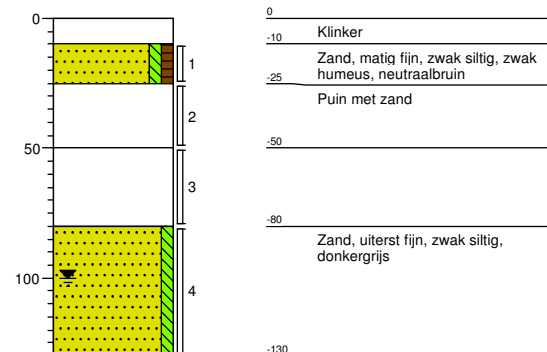 0
50
100
1
2
3
4
0
Klinker
-10
Zand, matig fijn, zwak siltig, zwak
humeus, neutraalbruin
-25
Puin met zand
-50
-80
Zand, uiterst fijn, zwak siltig,
donkergrijs
-130